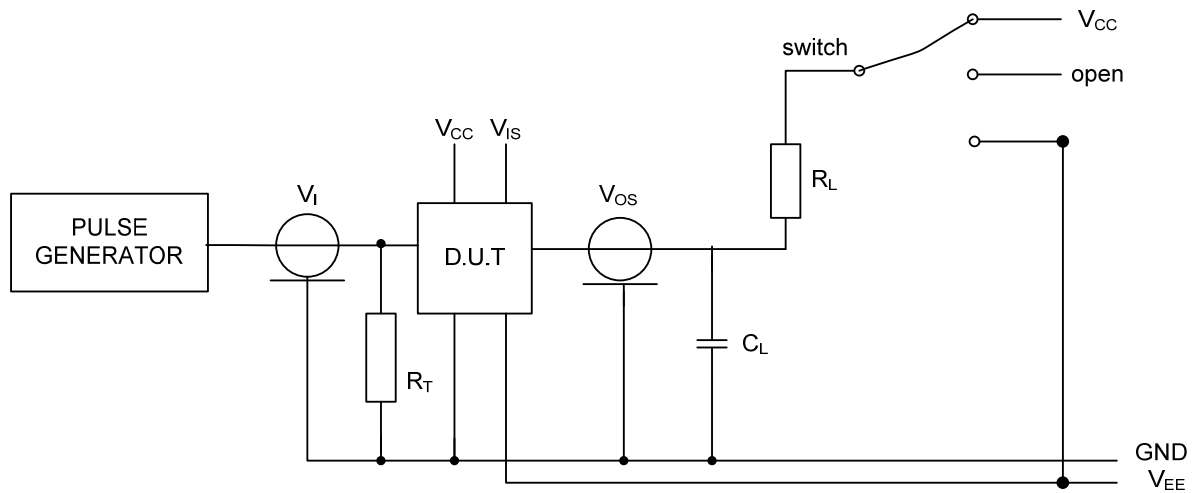 V_CC
switch
open
V_CC V_IS
R_L
V_I
V_OS
PULSE
GENERATOR
D.U.T
C_L
R_T
GND
V_EE